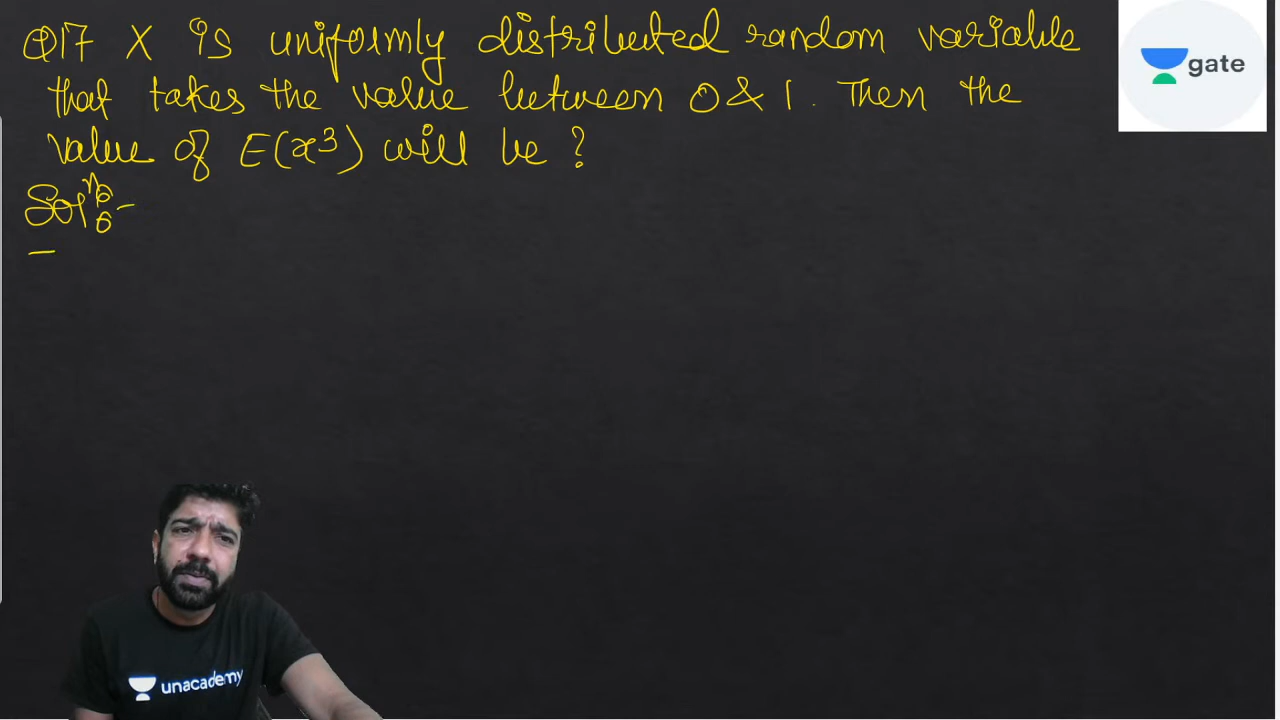 Q17 X is uniformly distributed random variable
that takes the value between 0 & 1. Then the
value of E(x³) will be ?
Solⁿ:-
gate
unacademy